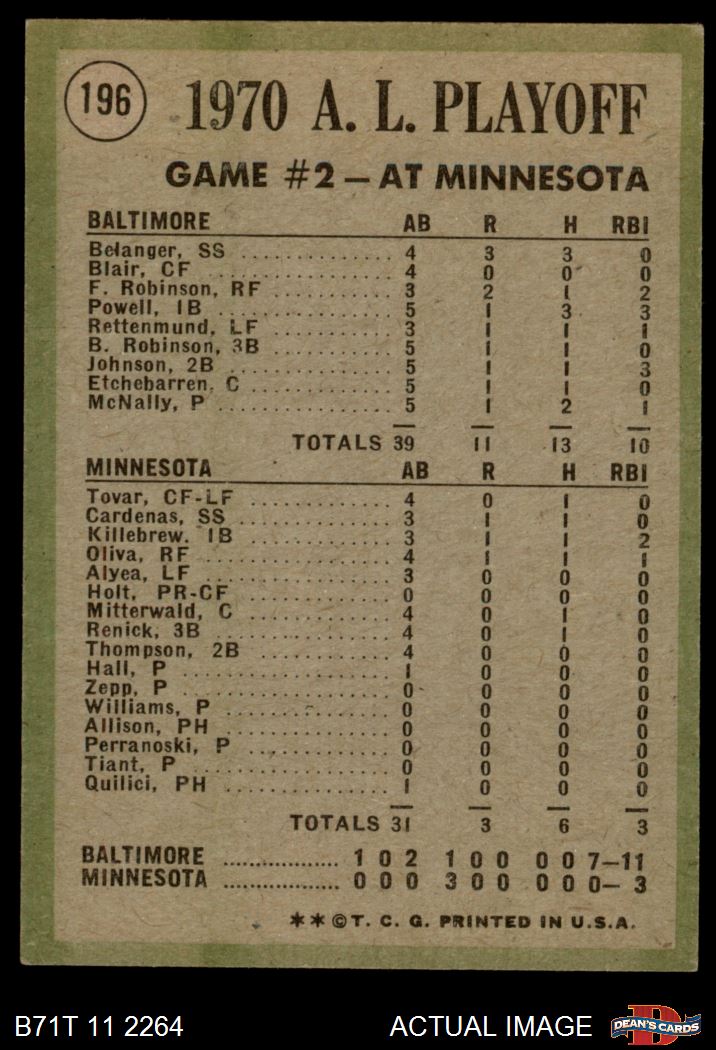 196
1970 A. L. PLAYOFF
GAME #2 — AT MINNESOTA
BALTIMORE AB R H RBI
Belanger, SS .............. 4 3 3 0
Blair, CF .............. 4 0 0 0
F. Robinson, RF .......... 3 2 1 2
Powell, 1B .............. 5 1 3 3
Rettenmund, LF .......... 3 1 1 1
B. Robinson, 3B .......... 5 1 1 0
Johnson, 2B .............. 5 1 1 3
Etchebarren, C .......... 5 1 1 0
McNally, P .............. 5 1 2 1
TOTALS 39 11 13 10
MINNESOTA AB R H RBI
Tovar, CF-LF .......... 4 0 1 0
Cardenas, SS .......... 3 1 1 0
Killebrew. 1B .......... 3 1 1 2
Oliva, RF .............. 4 1 1 1
Alyea, LF .............. 3 0 0 0
Holt, PR-CF .......... 0 0 0 0
Mitterwald, C .......... 4 0 1 0
Renick, 3B .............. 4 0 1 0
Thompson, 2B .......... 4 0 0 0
Hall, P .............. 1 0 0 0
Zepp, P .............. 0 0 0 0
Williams, P .......... 0 0 0 0
Allison, PH .......... 0 0 0 0
Perranoski, P .......... 0 0 0 0
Tiant, P .............. 0 0 0 0
Quilici, PH .......... 1 0 0 0
TOTALS 31 3 6 3
BALTIMORE .................. 1 0 2 1 0 0 0 0 7—11
MINNESOTA .................. 0 0 0 3 0 0 0 0 0— 3
**©T. C. G. PRINTED IN U.S.A.
B71T 11 2264 ACTUAL IMAGE DEAN'S CARDS